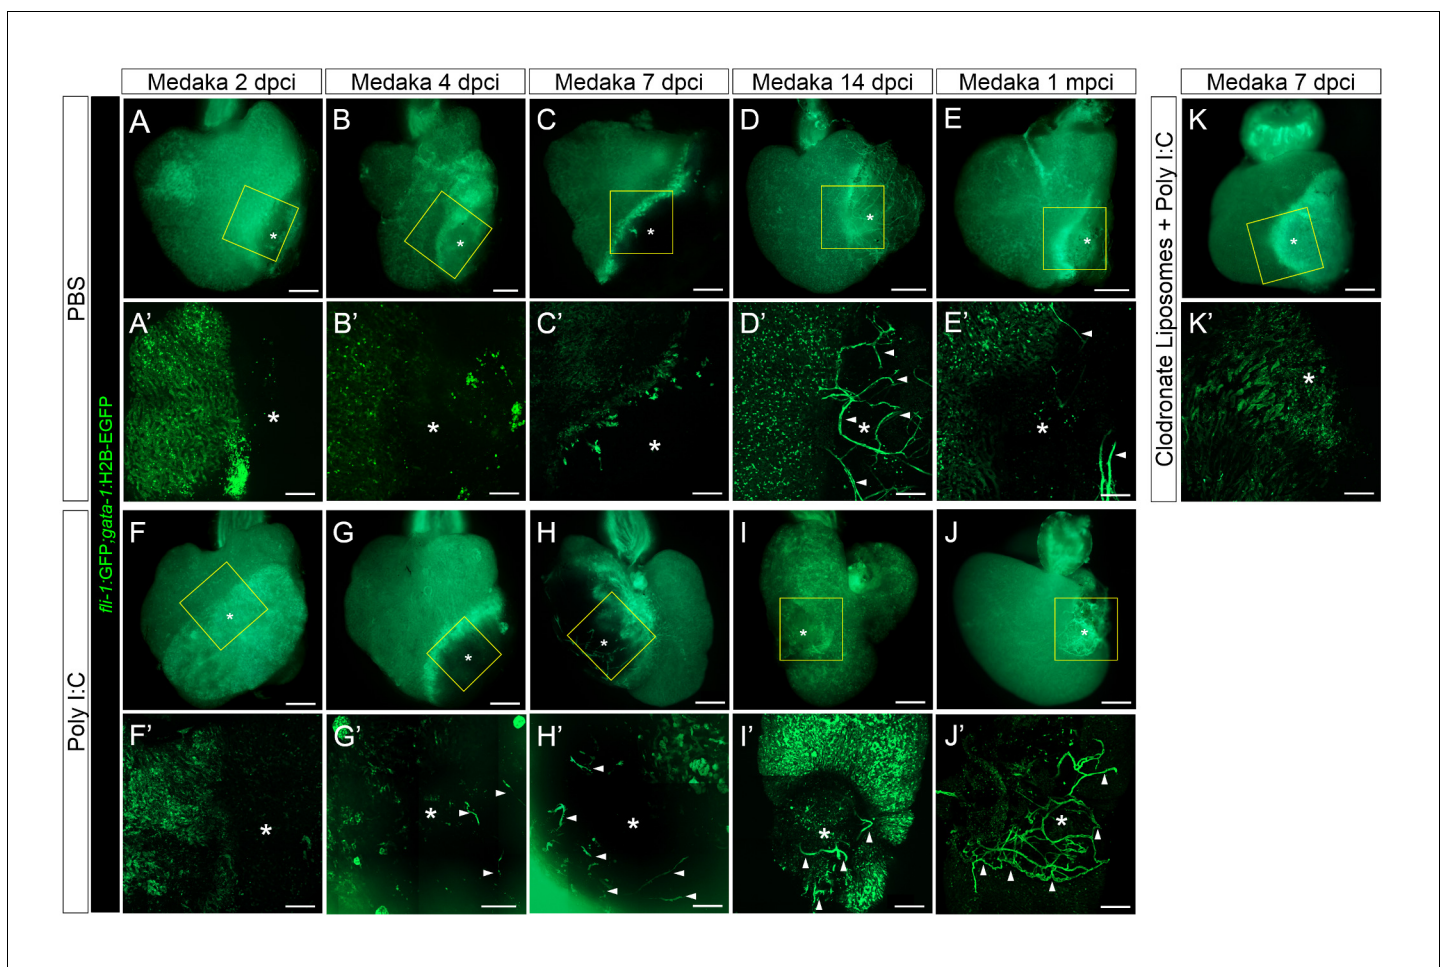 Medaka 2 dpci
Medaka 4 dpci
Medaka 7 dpci
Medaka 14 dpci
Medaka 1 mpci
Medaka 7 dpci
PBS
Poly I:C
fli-1:GFP;gata-1:H2B-EGFP
Clodronate Liposomes + Poly I:C
A
B
C
D
E
K
A’
B’
C’
D’
E’
K’
F
G
H
I
J
F’
G’
H’
I’
J’